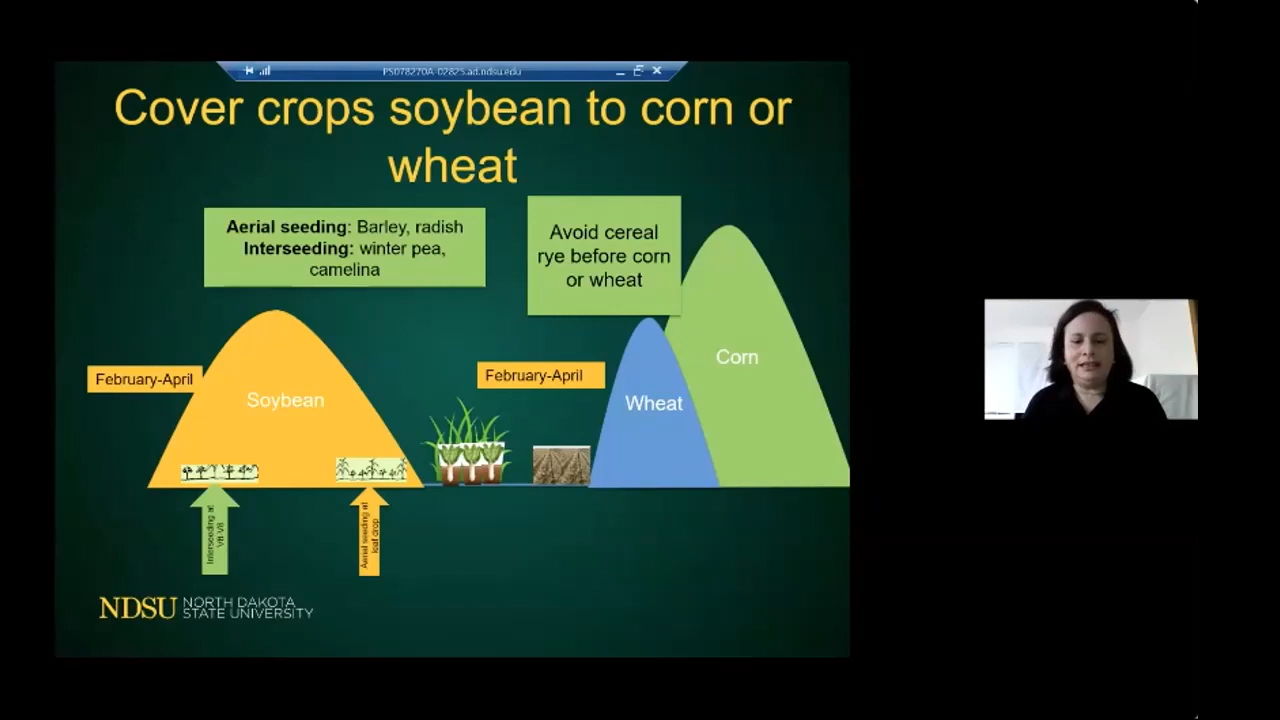 PS078270A-02825.ad.ndsu.edu
Cover crops soybean to corn or
wheat
Aerial seeding: Barley, radish
Interseeding: winter pea,
camelina
Avoid cereal
rye before corn
or wheat
February-April
Soybean
February-April
Wheat
Corn
Interseeding at
Aerial seeding at
leaf drop
NDSU NORTH DAKOTA
STATE UNIVERSITY